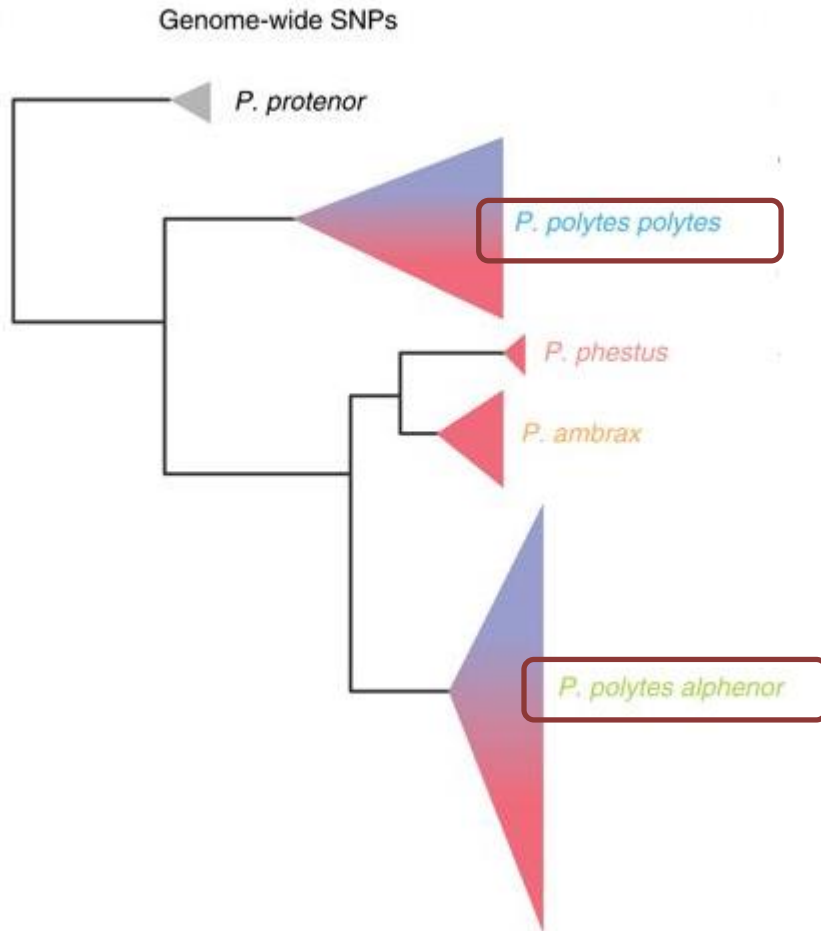 Genome-wide SNPs
P. protenor
P. polytes polytes
P. phestus
P. ambrax
P. polytes alphenor